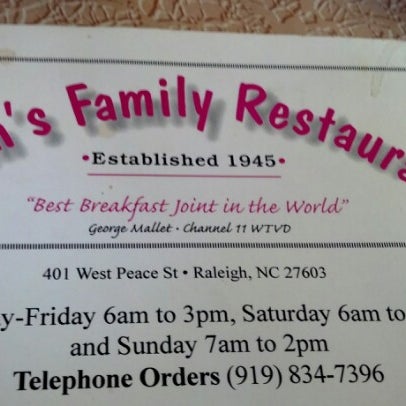 's Family Restaura
•Established 1945•
"Best Breakfast Joint in the World"
George Mallet • Channel 11 WTVD
401 West Peace St • Raleigh, NC 27603
y-Friday 6am to 3pm, Saturday 6am to
and Sunday 7am to 2pm
Telephone Orders (919) 834-7396